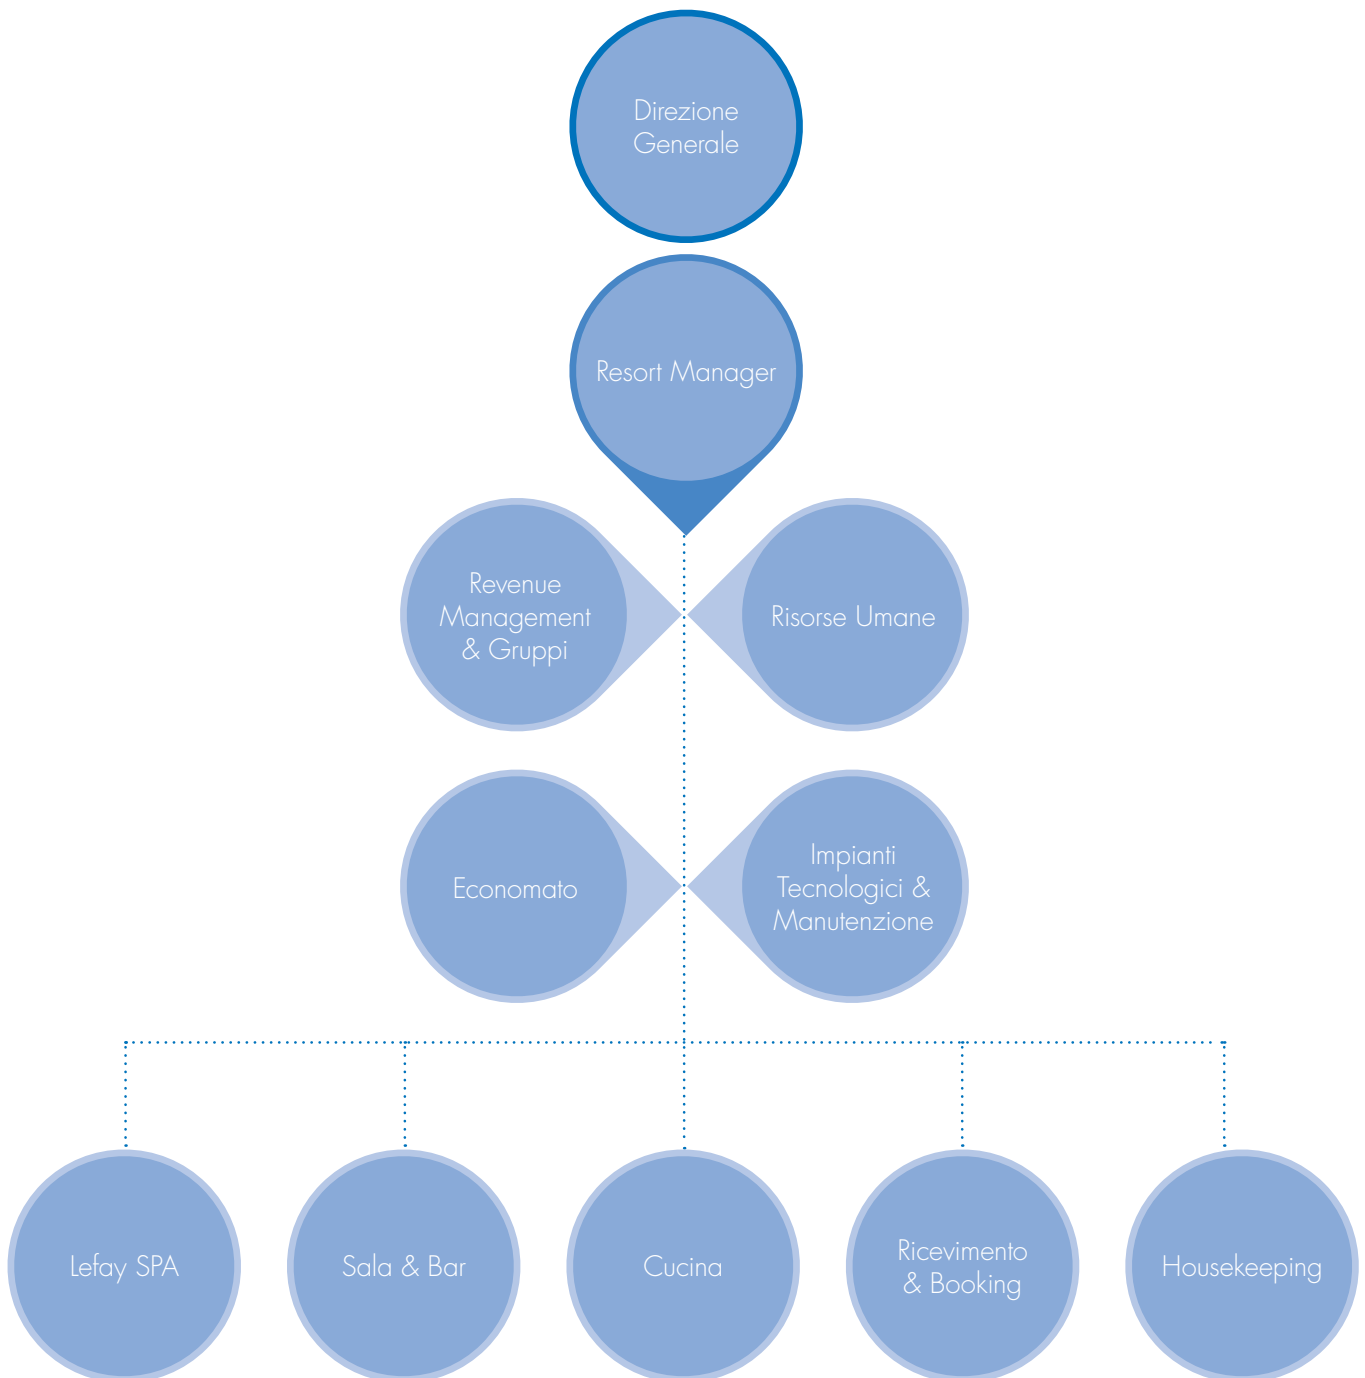 Direzione
Generale
Resort Manager
Revenue
Management
& Gruppi
Risorse Umane
Economato
Impianti
Tecnologici &
Manutenzione
Lefay SPA
Sala & Bar
Cucina
Ricevimento
& Booking
Housekeeping